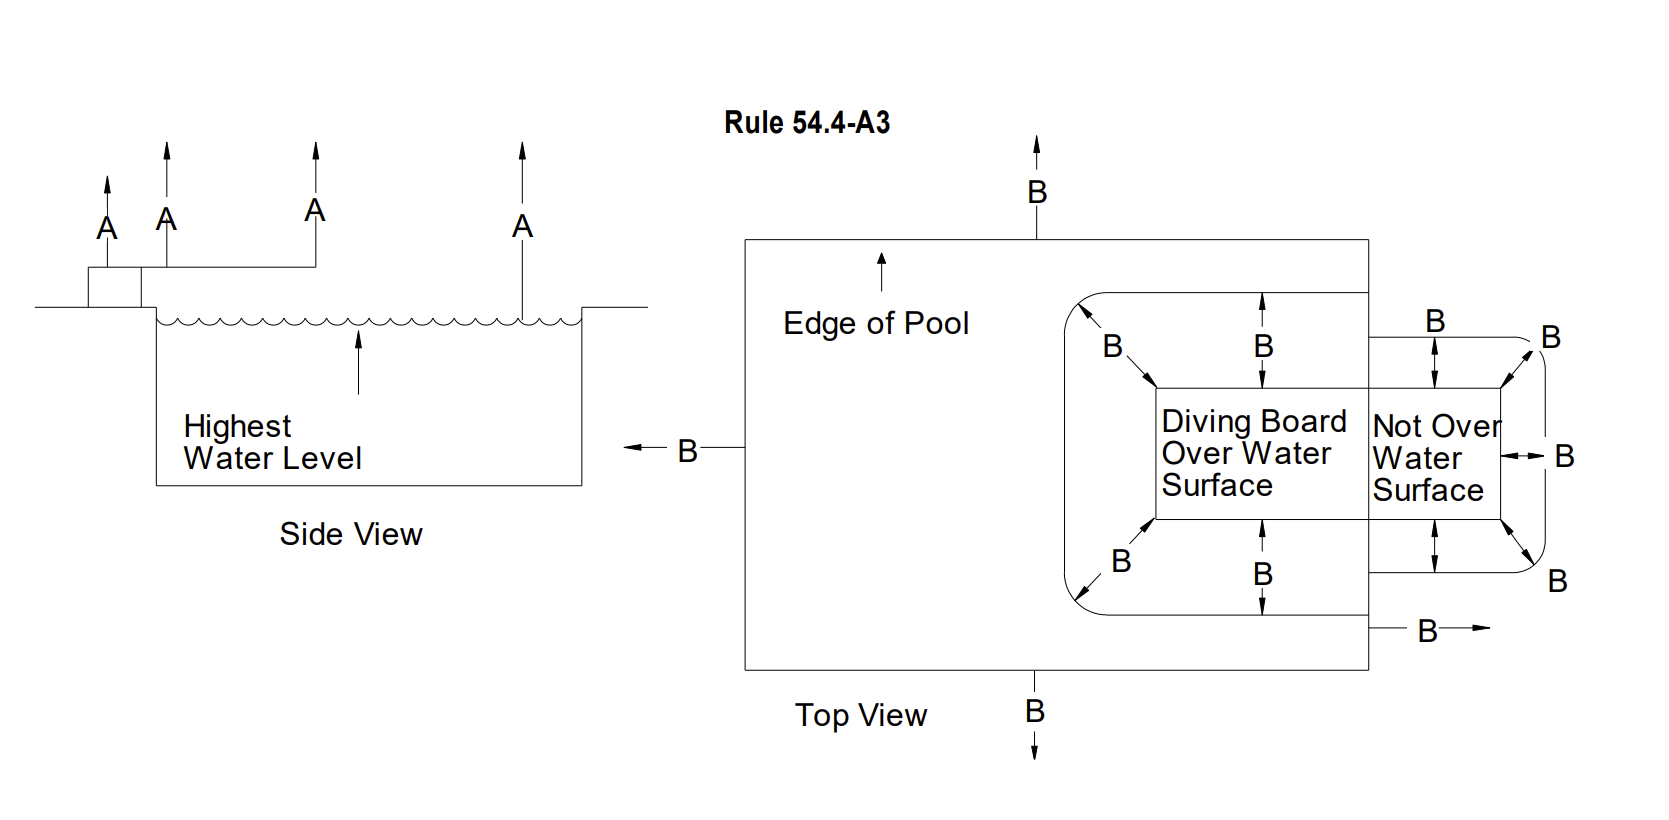 Rule 54.4-A3
A
A
A
A
Highest
Water Level
Side View
B
Edge of Pool
B
B
B
B
B
Diving Board
Over Water
Surface
Not Over
Water
Surface
B
B
B
B
B
B
B
Top View
B